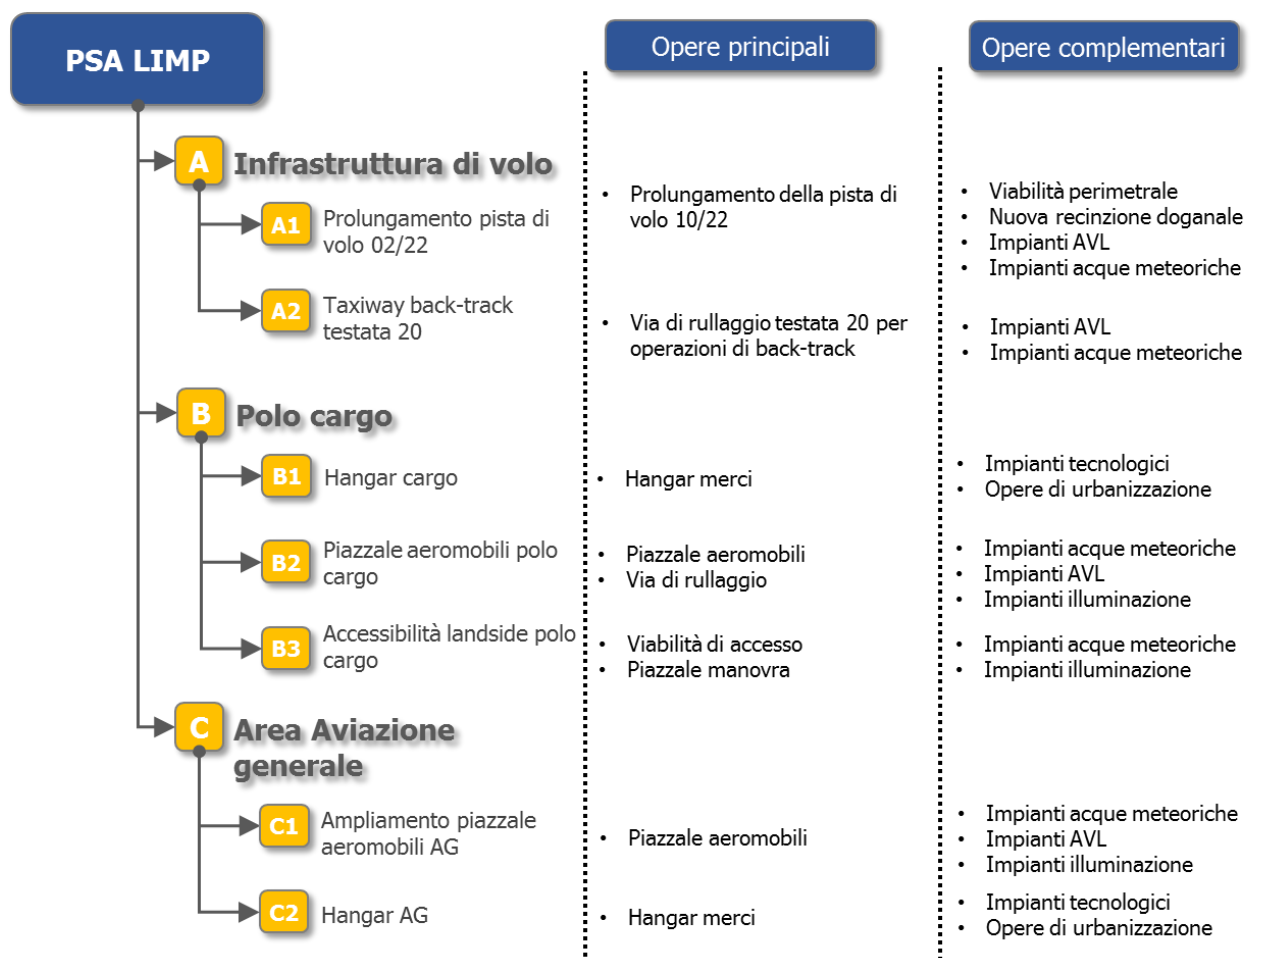 PSA LIMP
Opere principali
Opere complementari
A
Infrastruttura di volo
A1
Prolungamento pista di
volo 02/22
• Prolungamento della pista di
volo 10/22
• Viabilità perimetrale
• Nuova recinzione doganale
• Impianti AVL
• Impianti acque meteoriche
A2
Taxiway back-track
testata 20
• Via di rullaggio testata 20 per
operazioni di back-track
• Impianti AVL
• Impianti acque meteoriche
B
Polo cargo
B1
Hangar cargo
• Hangar merci
• Impianti tecnologici
• Opere di urbanizzazione
B2
Piazzale aeromobili polo
cargo
• Piazzale aeromobili
• Via di rullaggio
• Impianti acque meteoriche
• Impianti AVL
• Impianti illuminazione
B3
Accessibilità landside polo
cargo
• Viabilità di accesso
• Piazzale manovra
• Impianti acque meteoriche
• Impianti illuminazione
C
Area Aviazione
generale
C1
Ampliamento piazzale
aeromobili AG
• Piazzale aeromobili
• Impianti acque meteoriche
• Impianti AVL
• Impianti illuminazione
C2
Hangar AG
• Hangar merci
• Impianti tecnologici
• Opere di urbanizzazione